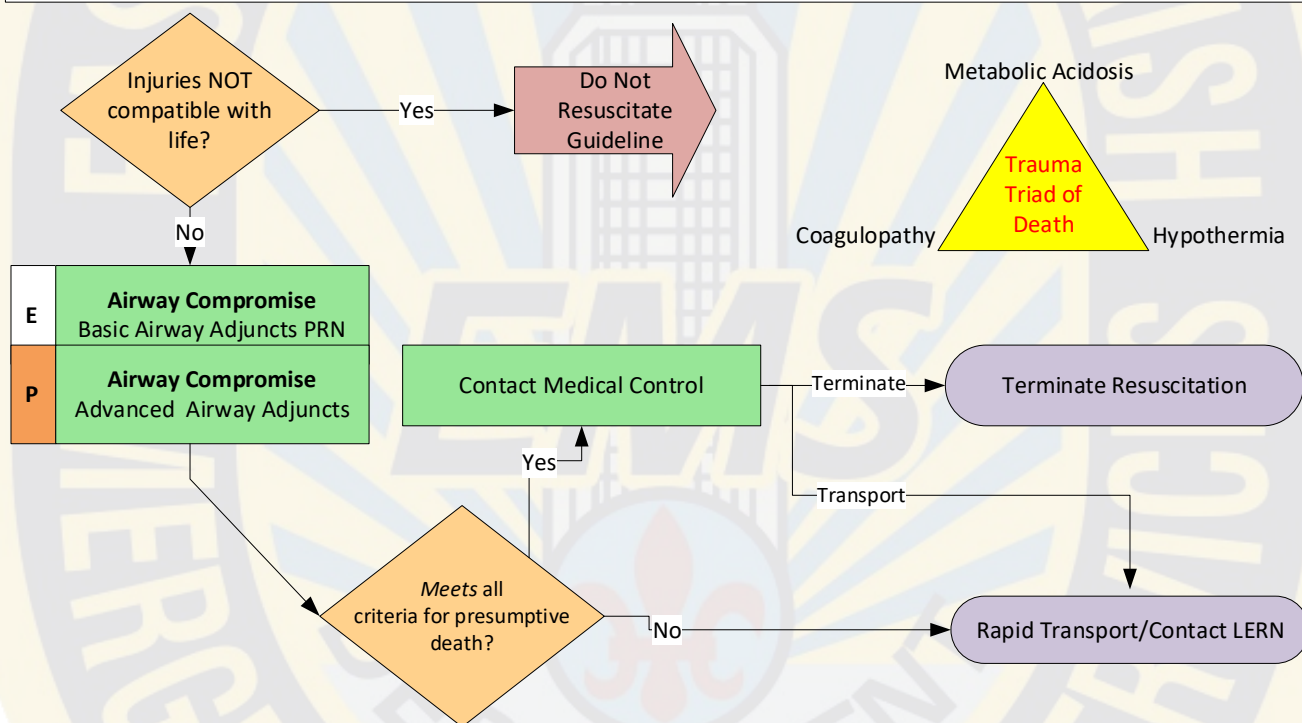 Injuries NOT
compatible with
life?
Yes
Do Not
Resuscitate
Guideline
Metabolic Acidosis
Trauma
Triad of
Death
Coagulopathy
Hypothermia
No
E
Airway Compromise
Basic Airway Adjuncts PRN
P
Airway Compromise
Advanced Airway Adjuncts
Contact Medical Control
Terminate
Terminate Resuscitation
Yes
Transport
Meets all
criteria for presumptive
death?
No
Rapid Transport/Contact LERN
EMS